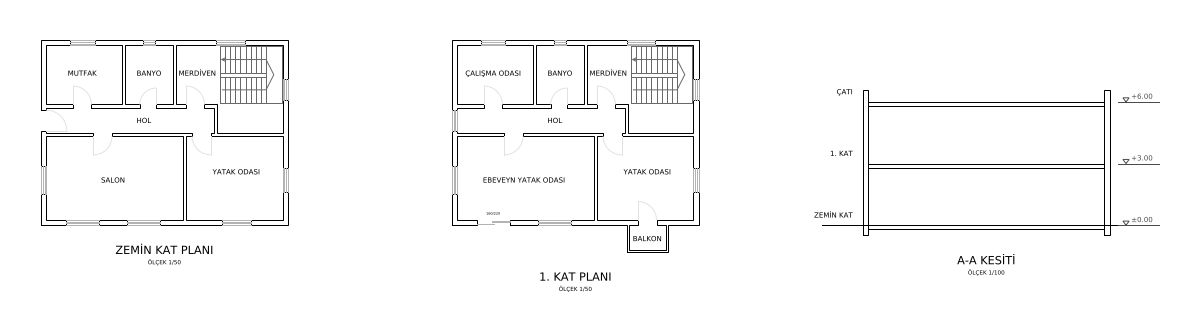 MUTFAK
BANYO
MERDİVEN
HOL
SALON
YATAK ODASI
ZEMİN KAT PLANI
ÖLÇEK 1/50
ÇALIŞMA ODASI
BANYO
MERDİVEN
HOL
EBEVEYN YATAK ODASI
YATAK ODASI
BALKON
1. KAT PLANI
ÖLÇEK 1/50
ÇATI
+6.00
1. KAT
+3.00
ZEMİN KAT
±0.00
A-A KESİTİ
ÖLÇEK 1/100